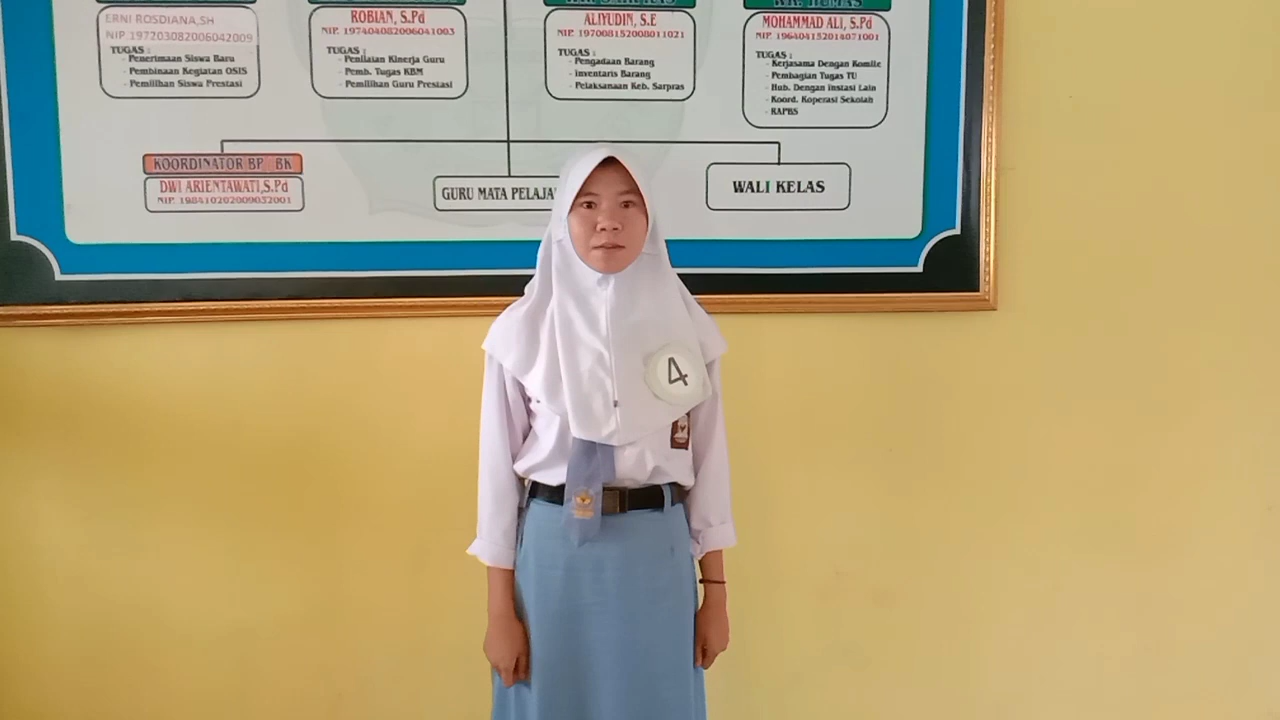 ERNI ROSDIANA,SH
NIP. 197203082006042009
TUGAS :
- Penerimaan Siswa Baru
- Pembinaan Kegiatan OSIS
- Pemilihan Siswa Prestasi
ROBIAN, S.Pd
NIP. 197404082006041003
TUGAS :
- Penilaian Kinerja Guru
- Pemb. Tugas KBM
- Pemilihan Guru Prestasi
ALIYUDIN, S.E
NIP. 197008152008011021
TUGAS :
- Pengadaan Barang
- Inventaris Barang
- Pelaksanaan Keb. Sarpras
MOHAMMAD ALI, S.Pd
NIP. 196404152014071001
TUGAS :
- Kerjasama Dengan Komite
- Pembagian Tugas TU
- Hub. Dengan Instasi Lain
- Koord. Koperasi Sekolah
- RAPBS
KOORDINATOR BP / BK
DWI ARIENTAWATI,S.Pd
NIP. 198410202009032001
GURU MATA PELAJA
WALI KELAS
4